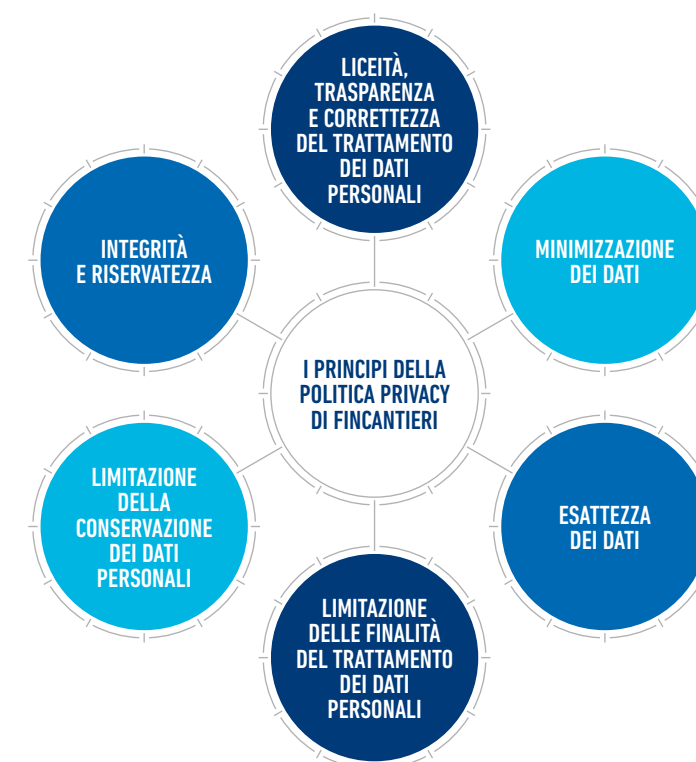 LICEITÀ,
TRASPARENZA
E CORRETTEZZA
DEL TRATTAMENTO
DEI DATI
PERSONALI
INTEGRITÀ
E RISERVATEZZA
MINIMIZZAZIONE
DEI DATI
I PRINCIPI DELLA
POLITICA PRIVACY
DI FINCANTIERI
LIMITAZIONE
DELLA
CONSERVAZIONE
DEI DATI
PERSONALI
ESATTEZZA
DEI DATI
LIMITAZIONE
DELLE FINALITÀ
DEL TRATTAMENTO
DEI DATI
PERSONALI